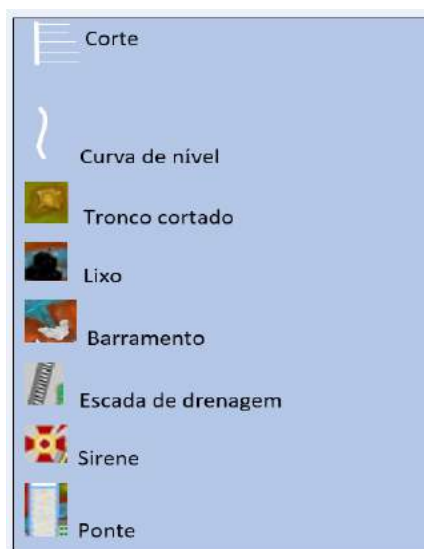 Corte
Curva de nível
Tronco cortado
Lixo
Barramento
Escada de drenagem
Sirene
Ponte